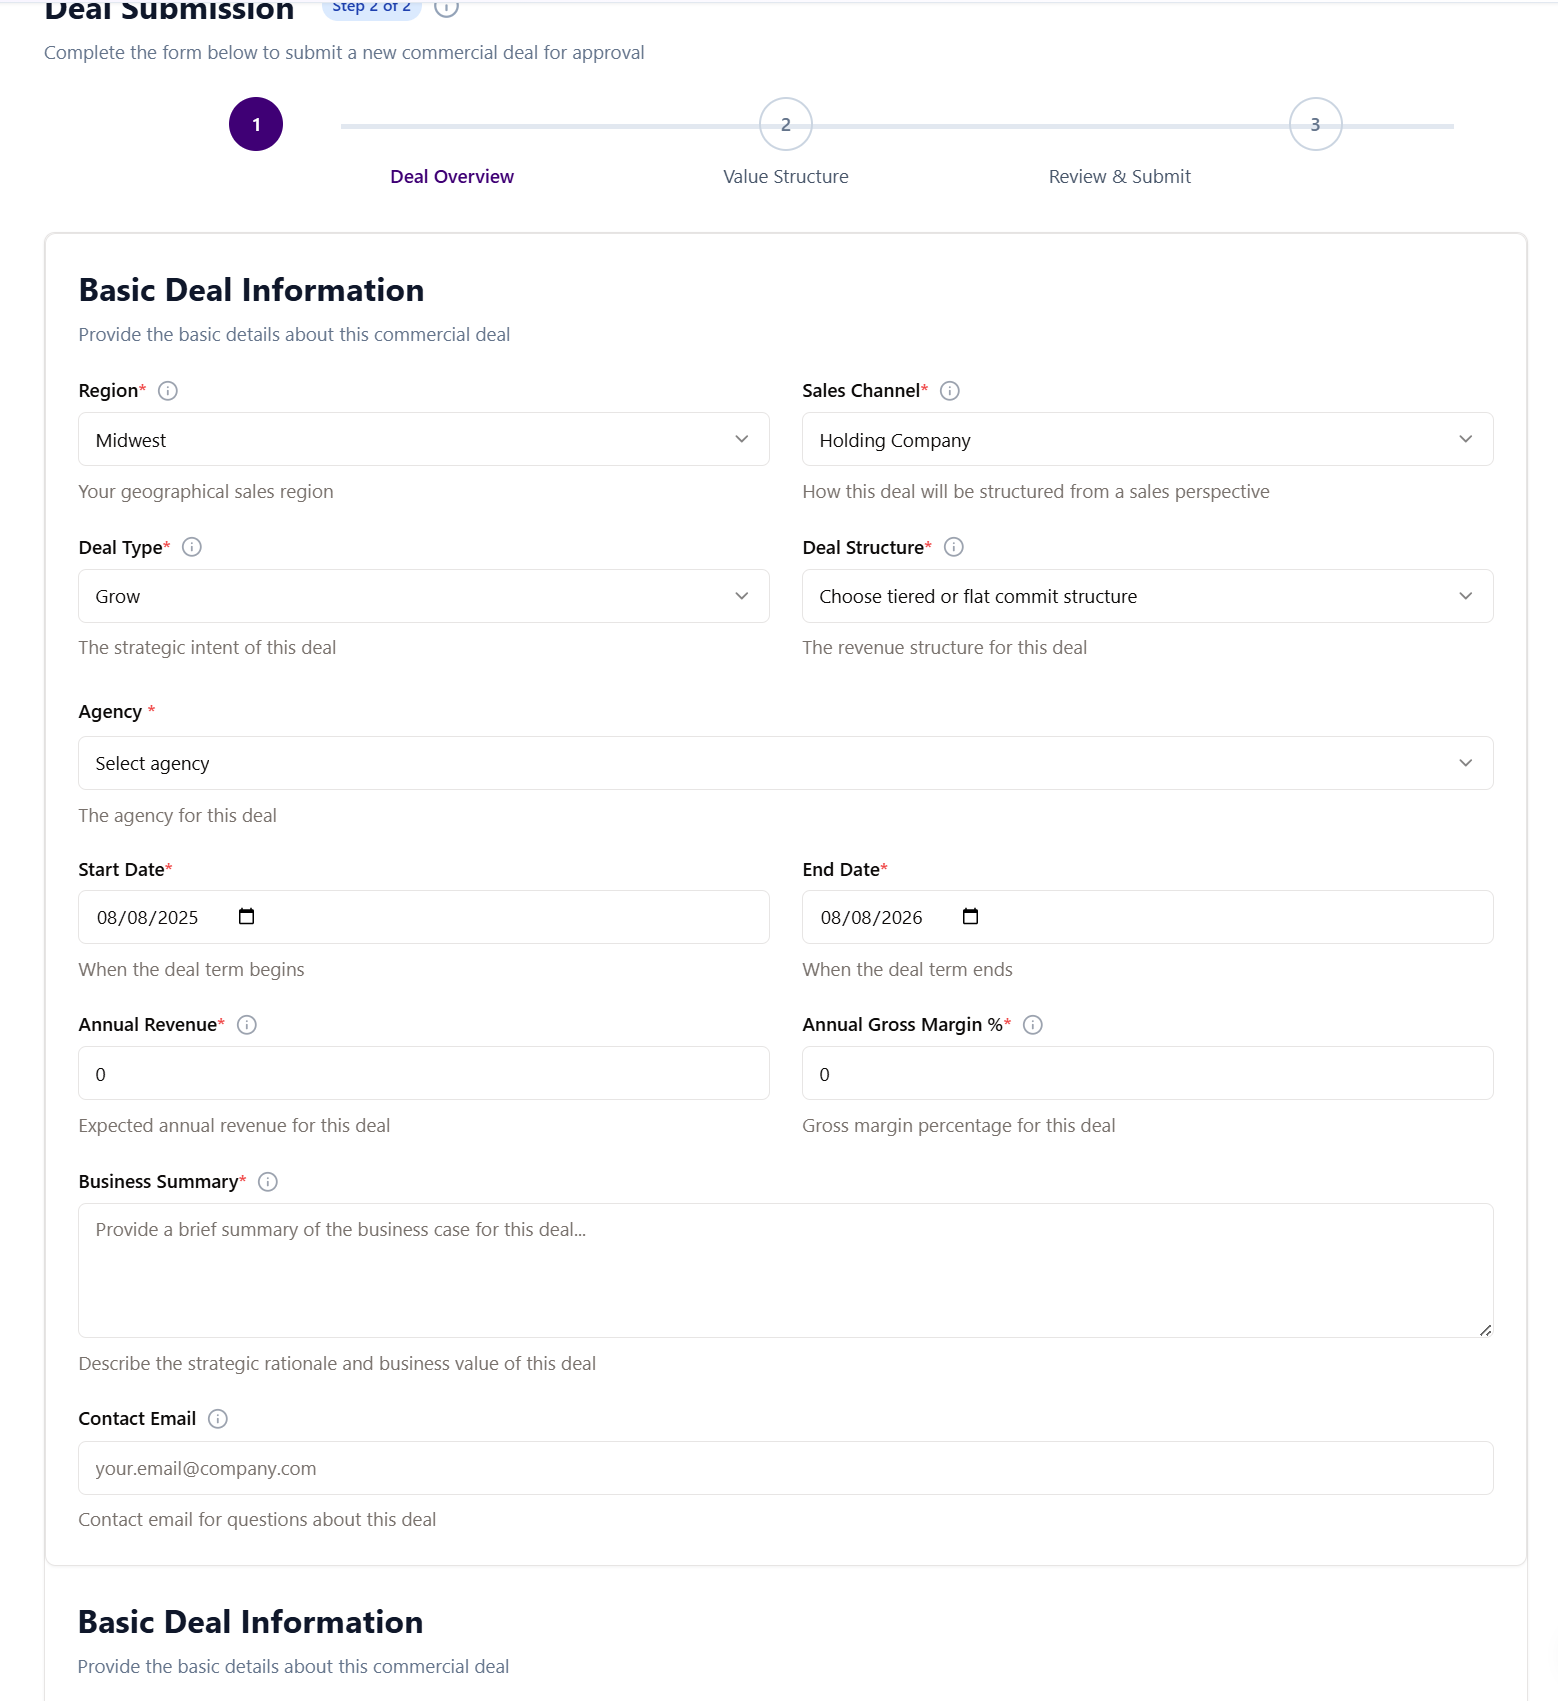 Deal Submission Step 2 of 2
Complete the form below to submit a new commercial deal for approval
1 2 3
Deal Overview Value Structure Review & Submit
Basic Deal Information
Provide the basic details about this commercial deal
Region* Sales Channel*
Midwest Holding Company
Your geographical sales region How this deal will be structured from a sales perspective
Deal Type* Deal Structure*
Grow Choose tiered or flat commit structure
The strategic intent of this deal The revenue structure for this deal
Agency *
Select agency
The agency for this deal
Start Date* End Date*
08/08/2025 08/08/2026
When the deal term begins When the deal term ends
Annual Revenue* Annual Gross Margin %*
0 0
Expected annual revenue for this deal Gross margin percentage for this deal
Business Summary*
Provide a brief summary of the business case for this deal...
Describe the strategic rationale and business value of this deal
Contact Email
your.email@company.com
Contact email for questions about this deal
Basic Deal Information
Provide the basic details about this commercial deal